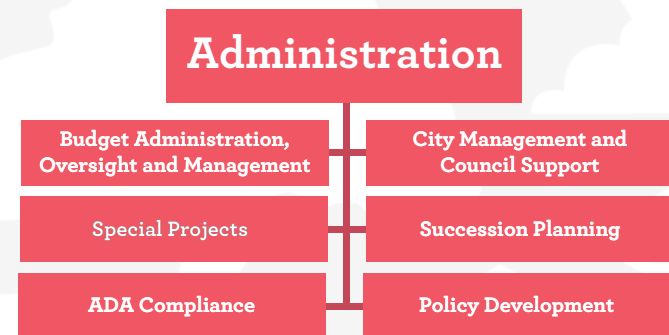 Administration
Budget Administration,
Oversight and Management
City Management and
Council Support
Special Projects
Succession Planning
ADA Compliance
Policy Development